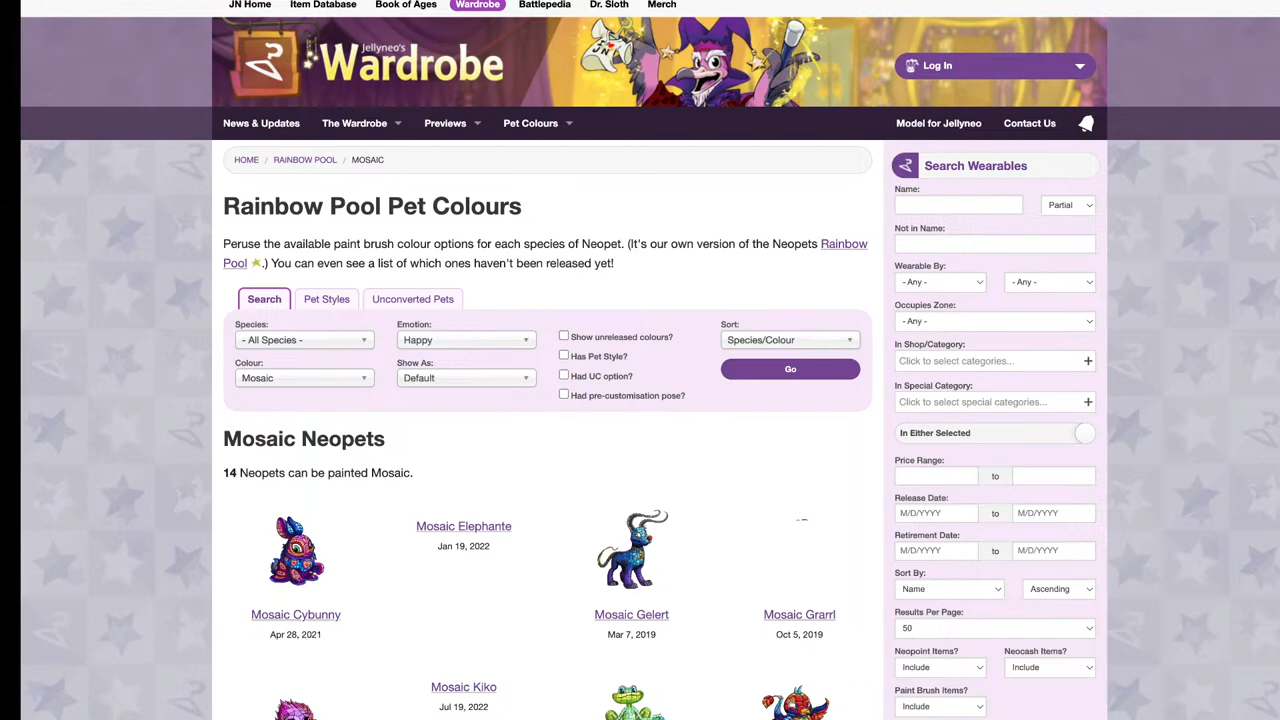 JN Home Item Database Book of Ages Wardrobe Battlepedia Dr. Sloth Merch
JN
Jellyneo's
Wardrobe
Log In
News & Updates The Wardrobe Previews Pet Colours Model for Jellyneo Contact Us
HOME / RAINBOW POOL / MOSAIC
Rainbow Pool Pet Colours
Peruse the available paint brush colour options for each species of Neopet. (It's our own version of the Neopets Rainbow
Pool .) You can even see a list of which ones haven't been released yet!
Search Pet Styles Unconverted Pets
Species: Emotion: Sort:
- All Species - Happy Show unreleased colours? Species/Colour
Has Pet Style?
Colour: Show As: Go
Mosaic Default Had UC option?
Had pre-customisation pose?
Mosaic Neopets
14 Neopets can be painted Mosaic.
Mosaic Elephante
Jan 19, 2022
Mosaic Cybunny Mosaic Gelert Mosaic Grarrl
Apr 28, 2021 Mar 7, 2019 Oct 5, 2019
Mosaic Kiko
Jul 19, 2022
Search Wearables
Name:
Partial
Not in Name:
Wearable By:
- Any - - Any -
Occupies Zone:
- Any -
In Shop/Category:
Click to select categories... +
In Special Category:
Click to select special categories... +
In Either Selected
Price Range:
to
Release Date:
M/D/YYYY to M/D/YYYY
Retirement Date:
M/D/YYYY to M/D/YYYY
Sort By:
Name Ascending
Results Per Page:
50
Neopoint Items? Neocash Items?
Include Include
Paint Brush Items?
Include